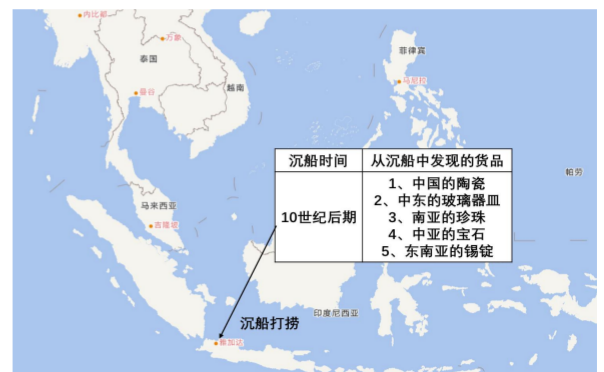 内比都
万象
泰国
菲律宾
曼谷
越南
马尼拉
沉船时间
从沉船中发现的货品
10世纪后期
1、中国的陶瓷
2、中东的玻璃器皿
3、南亚的珍珠
4、中亚的宝石
5、东南亚的锡锭
帕劳
马来西亚
吉隆坡
印度尼西亚
沉船打捞
雅加达